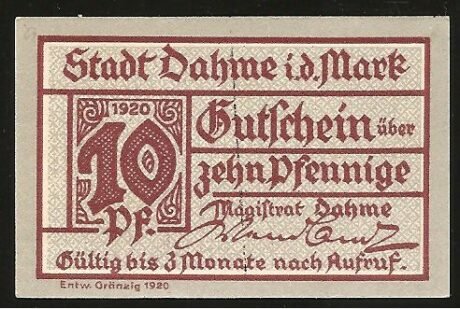 Stadt Dahme i.d. Mark
1920
10
Pf.
Gutschein über
zehn Pfennige
Magistrat Dahme
Gültig bis 3 Monate nach Aufruf.
Entw. Gränzig 1920